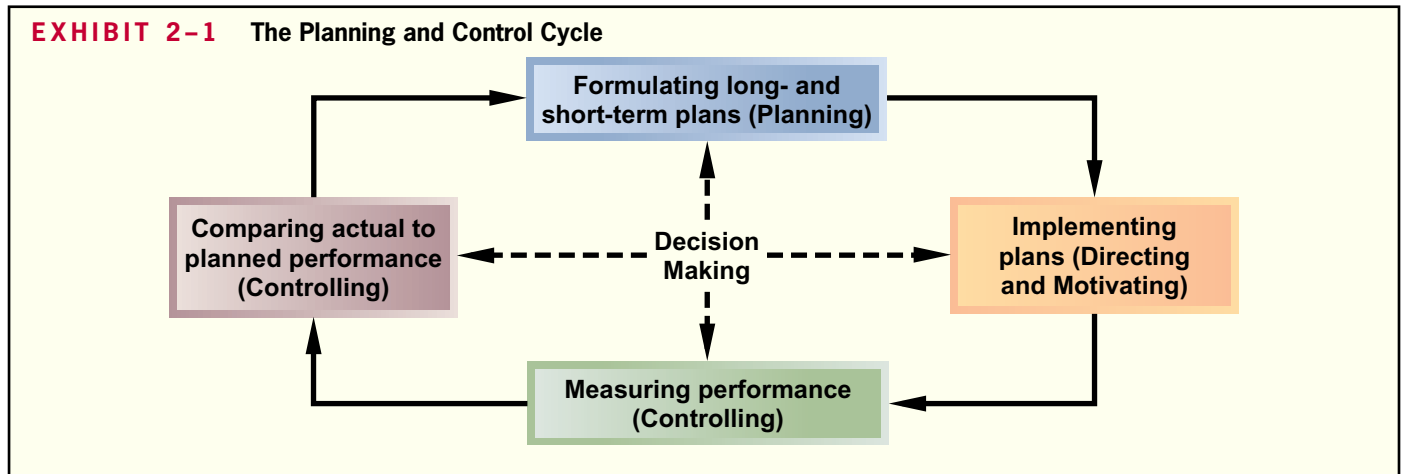 EXHIBIT 2–1 The Planning and Control Cycle
Formulating long- and
short-term plans (Planning)
Comparing actual to
planned performance
(Controlling)
Decision
Making
Implementing
plans (Directing
and Motivating)
Measuring performance
(Controlling)